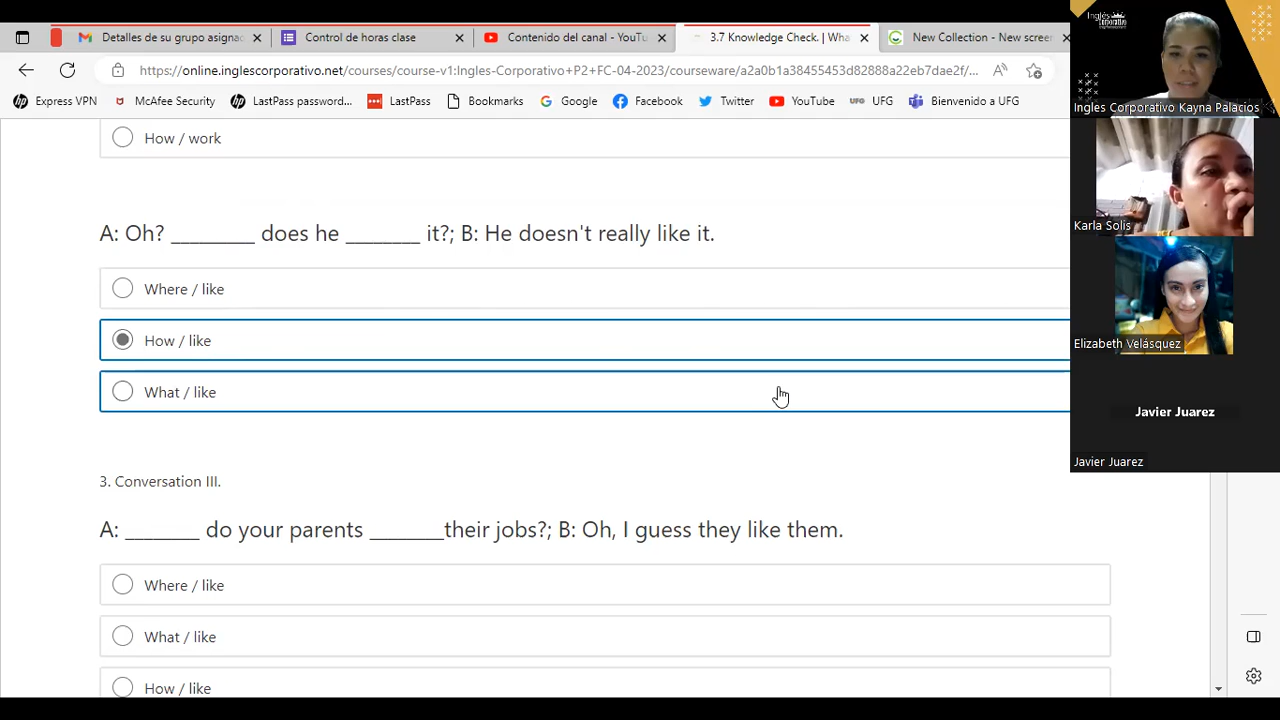 Detalles de su grupo asignac
Control de horas clase
Contenido del canal - YouTu
3.7 Knowledge Check. | Wha
New Collection - New screen
https://online.inglescorporativo.net/courses/course-v1:Ingles-Corporativo+P2+FC-04-2023/courseware/a2a0b1a38455453d82888a22eb7dae2f/...
Express VPN
McAfee Security
LastPass password...
LastPass
Bookmarks
Google
Facebook
Twitter
YouTube
UFG
Bienvenido a UFG
How / work
A: Oh? _________ does he ________ it?; B: He doesn't really like it.
Where / like
How / like
What / like
3. Conversation III.
A: ________ do your parents ________their jobs?; B: Oh, I guess they like them.
Where / like
What / like
How / like
Inglés
Corporativo
Ingles Corporativo Kayna Palacios
Karla Solis
Elizabeth Velásquez
Javier Juarez
Javier Juarez